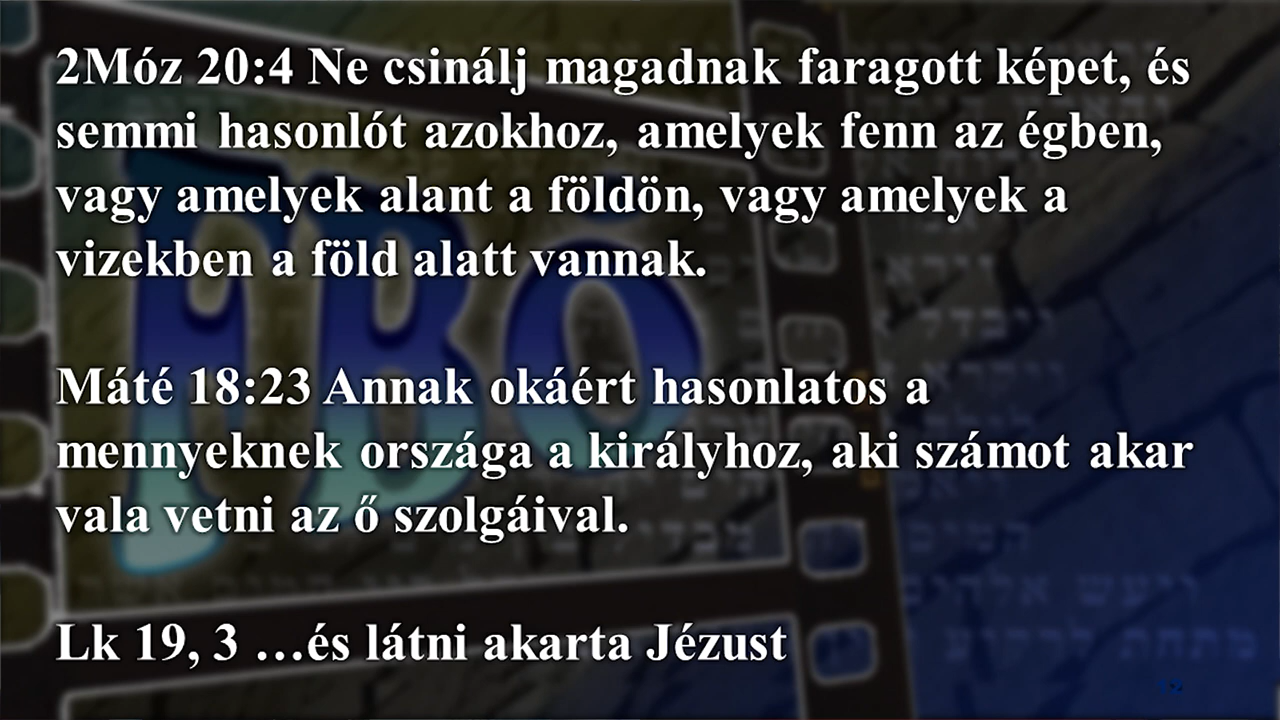 2Móz 20:4 Ne csinálj magadnak faragott képet, és
semmi hasonlót azokhoz, amelyek fenn az égben,
vagy amelyek alant a földön, vagy amelyek a
vizekben a föld alatt vannak.
Máté 18:23 Annak okáért hasonlatos a
mennyeknek országa a királyhoz, aki számot akar
vala vetni az ő szolgáival.
Lk 19, 3 …és látni akarta Jézust
12